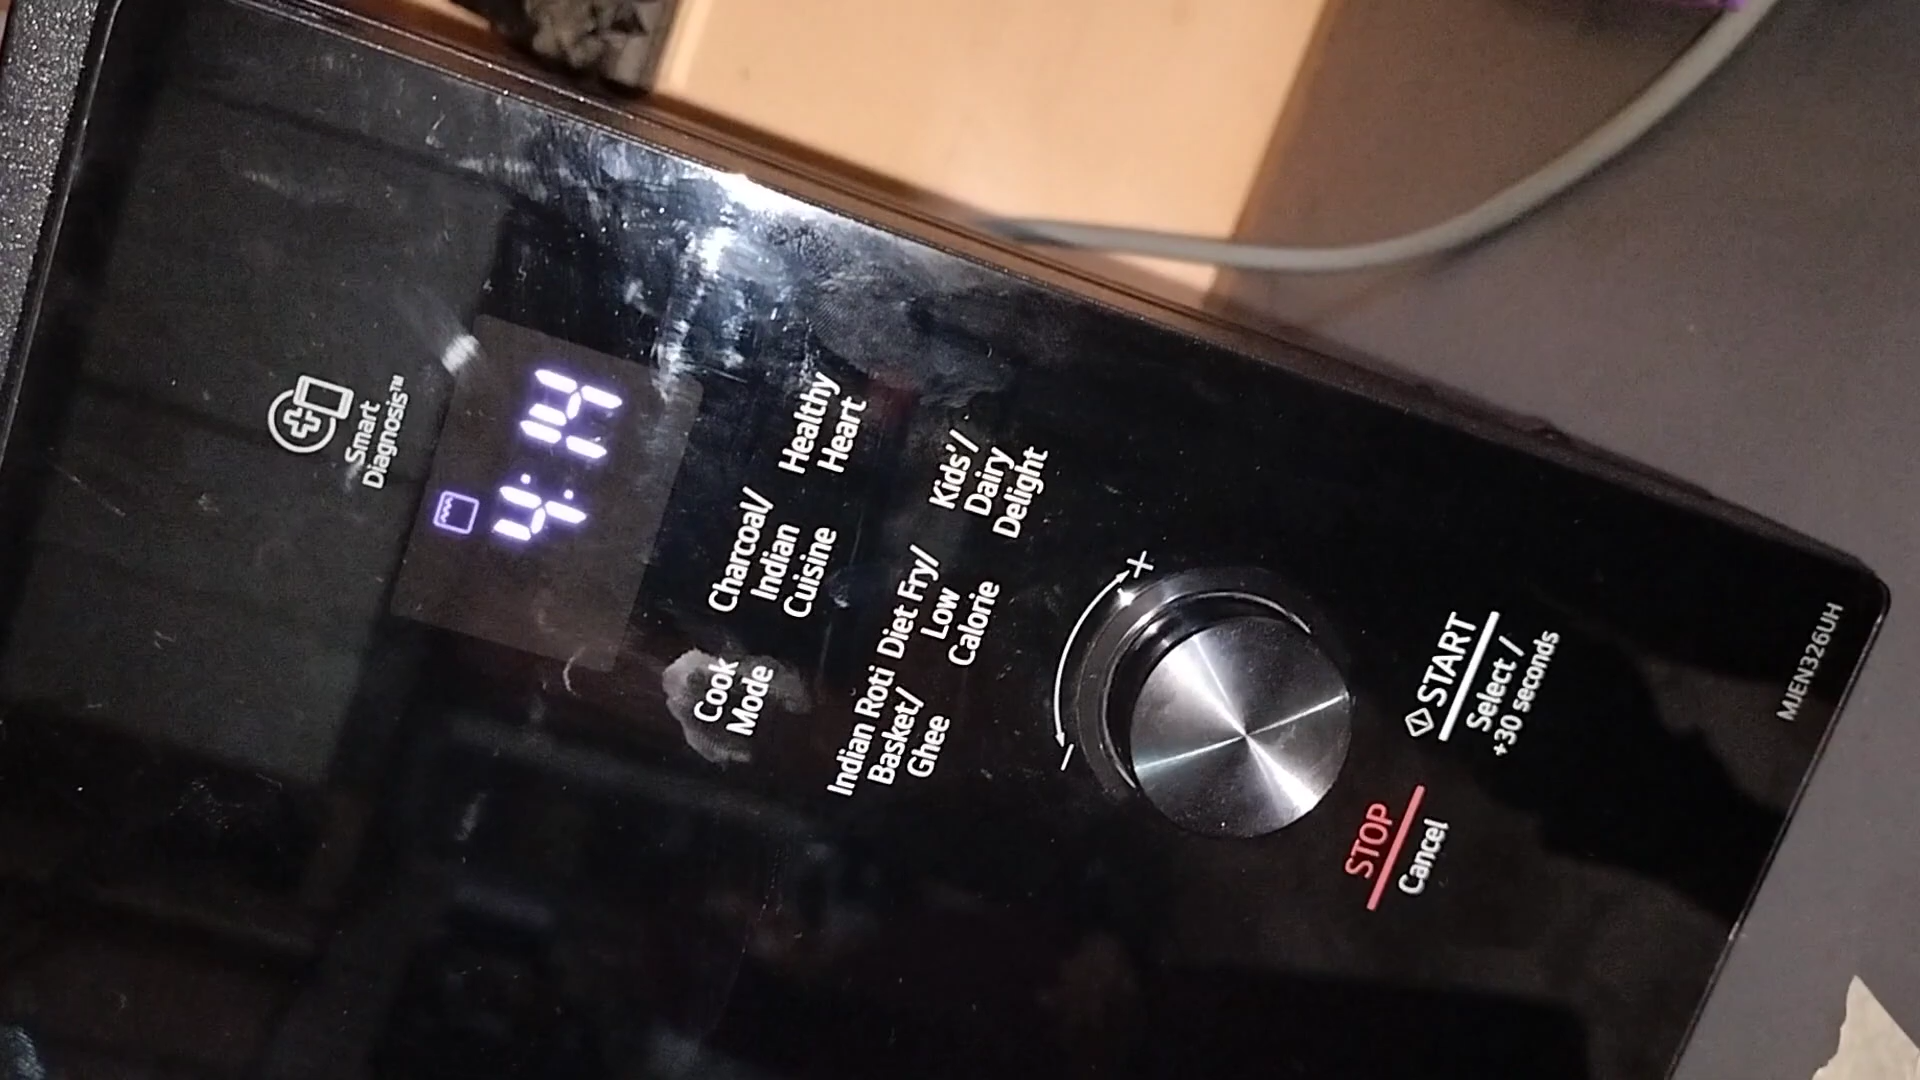 Smart
Diagnosis™
4:14
Cook
Mode
Charcoal/
Indian
Cuisine
Healthy
Heart
Indian Roti
Basket/
Ghee
Diet Fry/
Low
Calorie
Kids'/
Dairy
Delight
− +
STOP
Cancel
START
Select /
+30 seconds
MJEN326UH